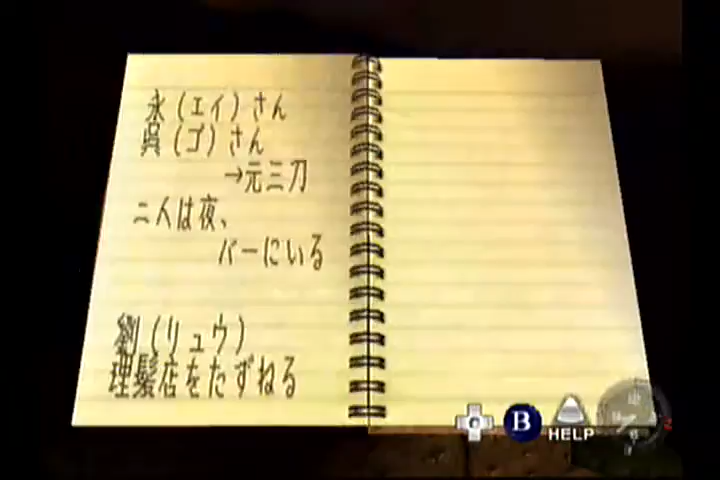 永（エイ）さん
呉（ゴ）さん
→元三刀
二人は夜、
バーにいる
劉（リュウ）
理髪店をたずねる
B
HELP